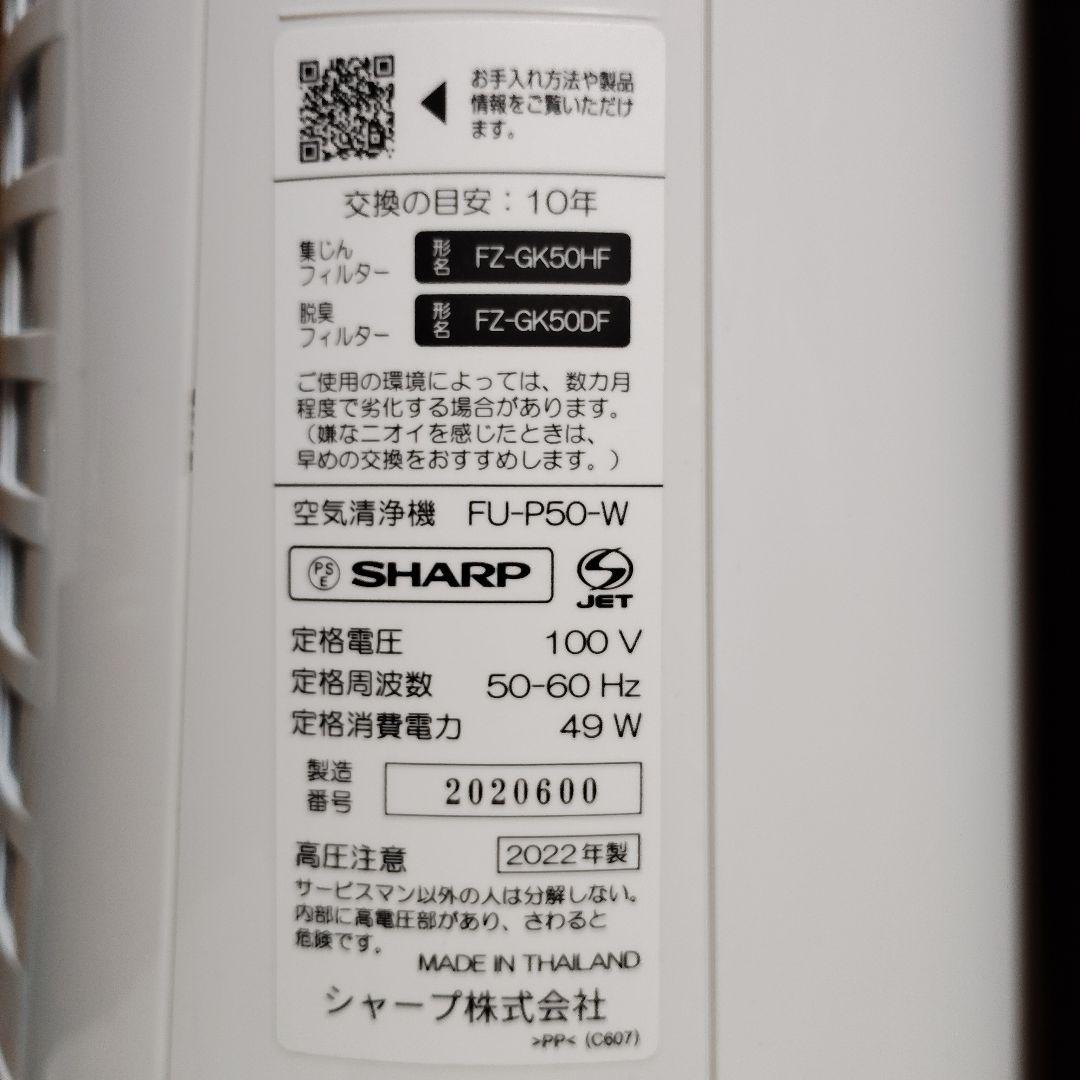 お手入れ方法や製品
情報をご覧いただけ
ます。
交換の目安：10年
集じん
フィルター
形名 FZ-GK50HF
脱臭
フィルター
形名 FZ-GK50DF
ご使用の環境によっては、数カ月
程度で劣化する場合があります。
（嫌なニオイを感じたときは、
早めの交換をおすすめします。）
空気清浄機 FU-P50-W
PSE SHARP JET
定格電圧 100 V
定格周波数 50-60 Hz
定格消費電力 49 W
製造
番号 2020600
高圧注意 2022年製
サービスマン以外の人は分解しない。
内部に高電圧部があり、さわると
危険です。
MADE IN THAILAND
シャープ株式会社
>PP< (C607)